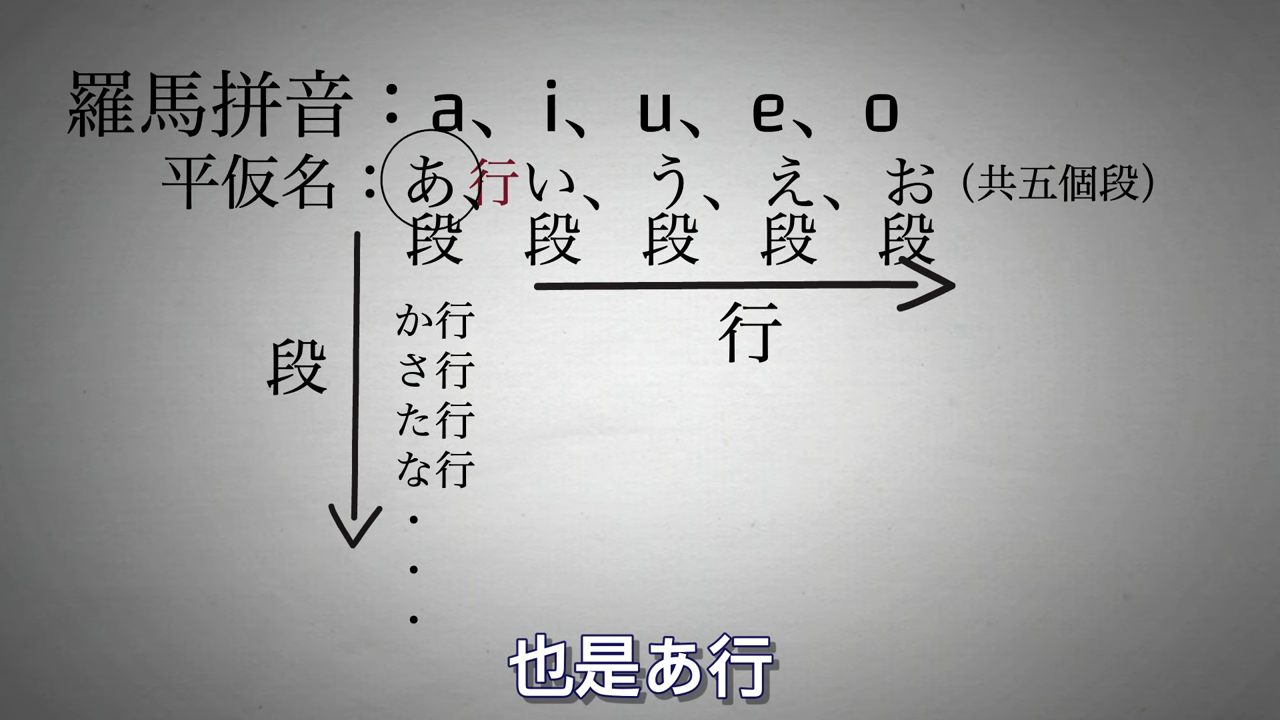 羅馬拼音：a、i、u、e、o
平仮名：あ、行い、う、え、お（共五個段）
段 段 段 段 段
行
段
か行
さ行
た行
な行
・
・
・
也是あ行